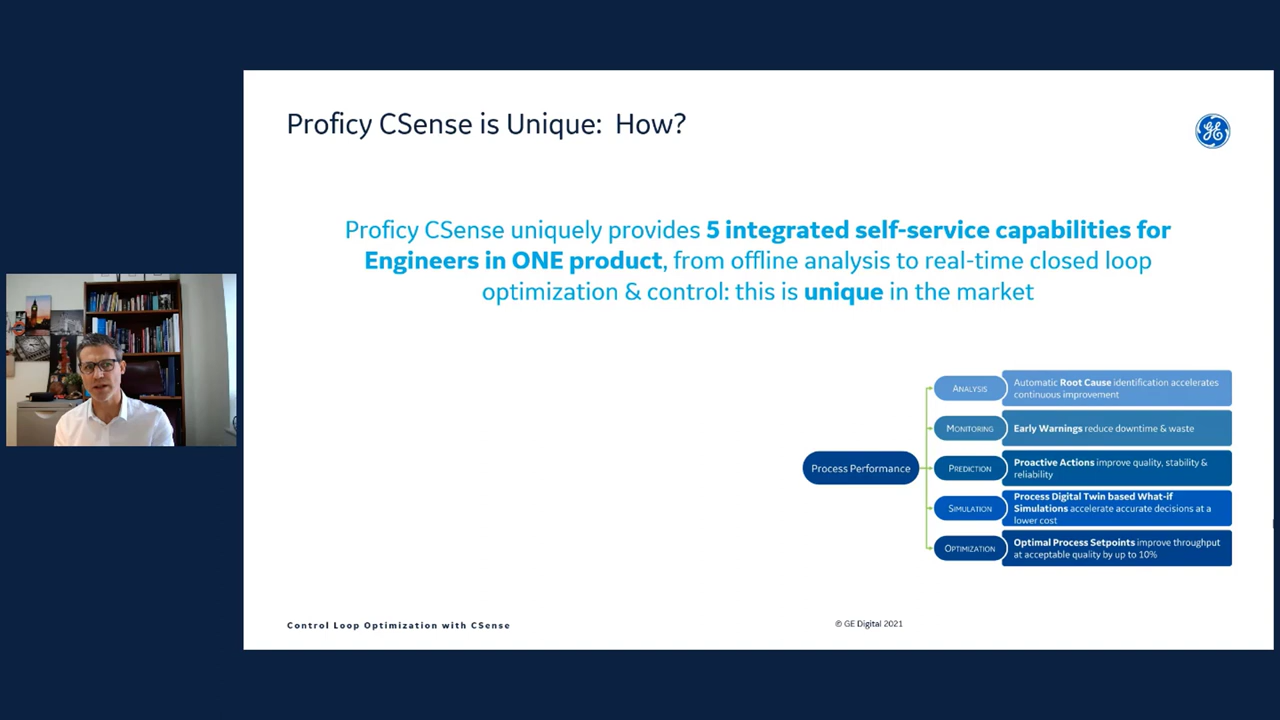 Proficy CSense is Unique: How?
GE
Proficy CSense uniquely provides 5 integrated self-service capabilities for
Engineers in ONE product, from offline analysis to real-time closed loop
optimization & control: this is unique in the market
Process Performance
ANALYSIS
Automatic Root Cause identification accelerates
continuous improvement
MONITORING
Early Warnings reduce downtime & waste
PREDICTION
Proactive Actions improve quality, stability &
reliability
SIMULATION
Process Digital Twin based What-if
Simulations accelerate accurate decisions at a
lower cost
OPTIMIZATION
Optimal Process Setpoints improve throughput
at acceptable quality by up to 10%
Control Loop Optimization with CSense
© GE Digital 2021